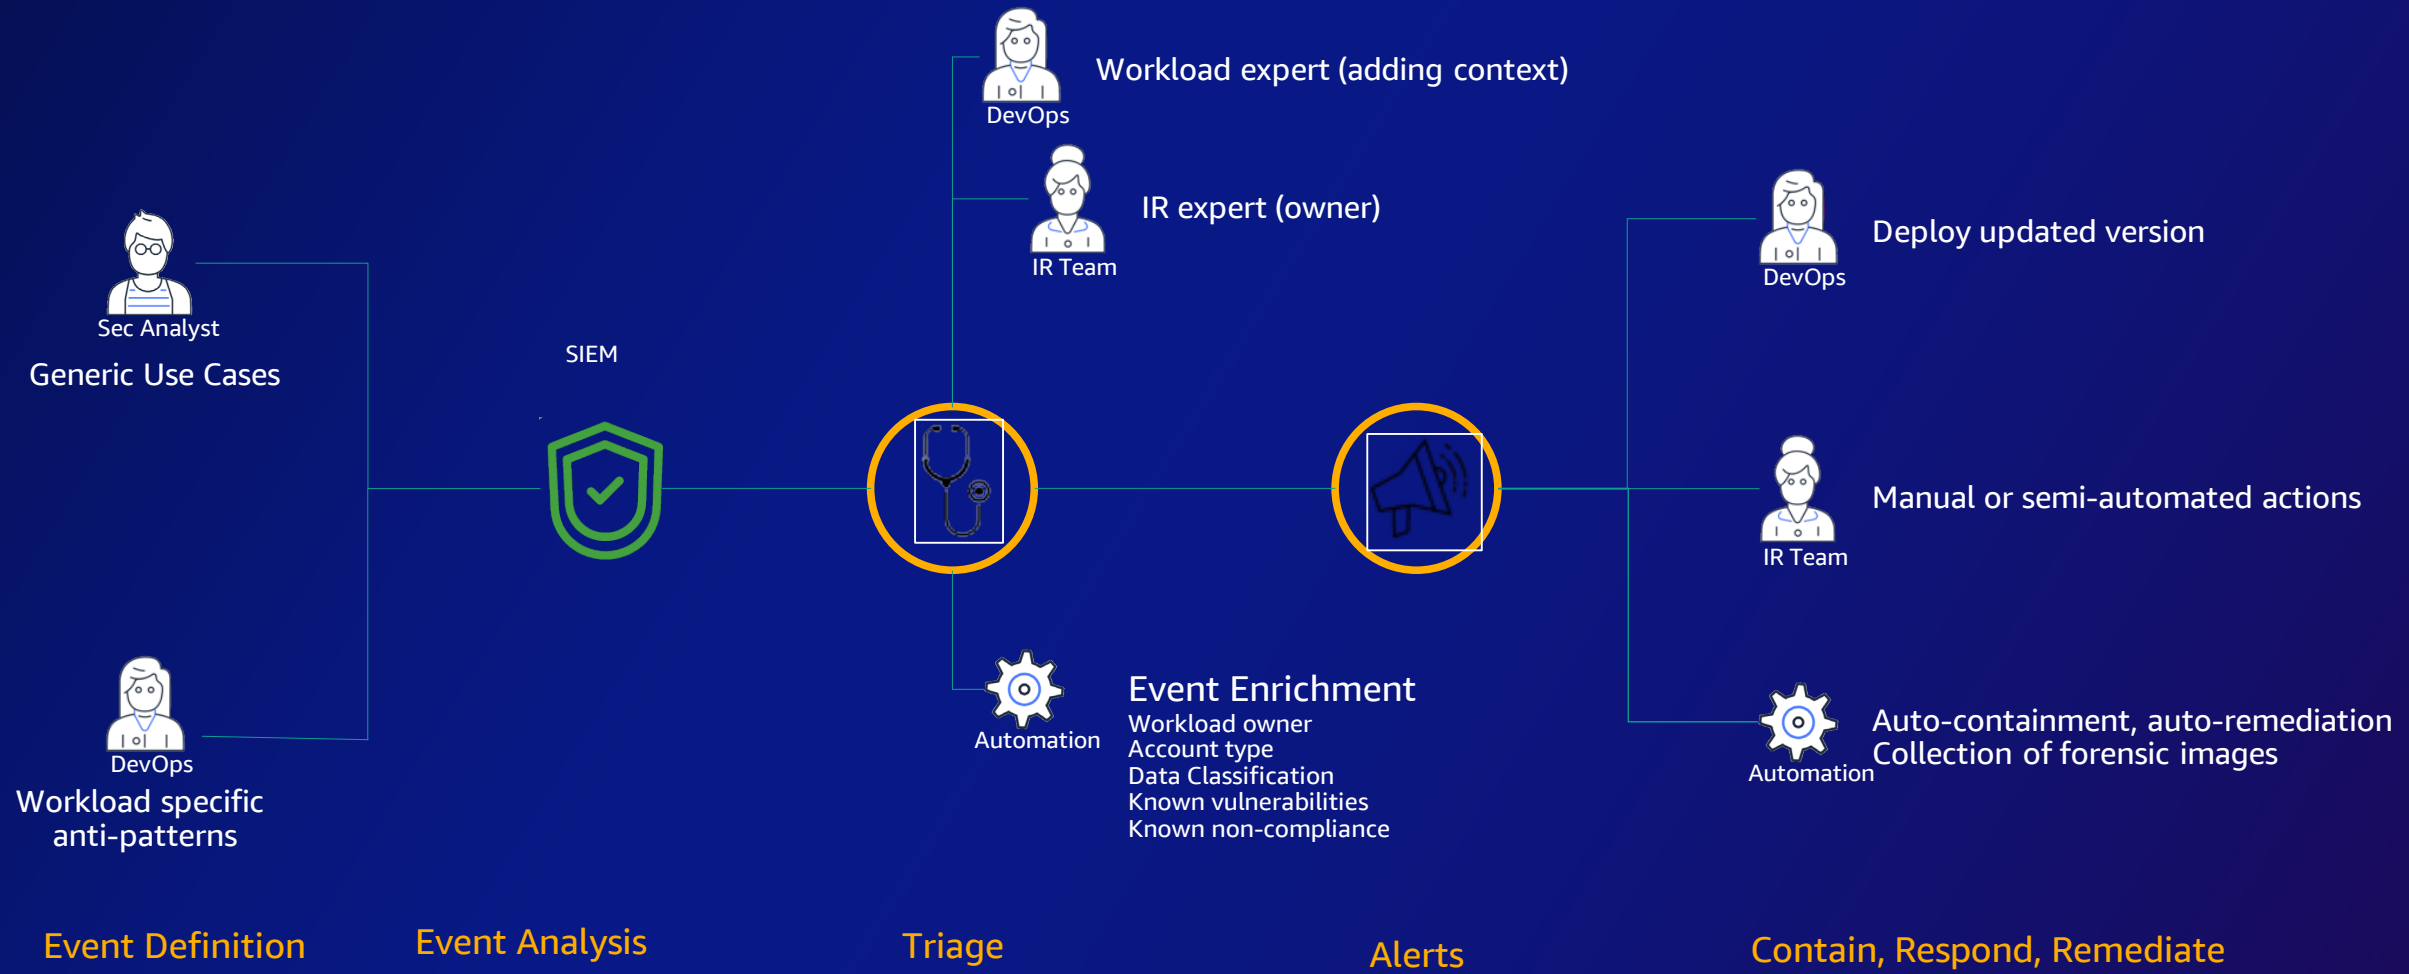 Workload expert (adding context)
DevOps
IR expert (owner)
IR Team
Sec Analyst
Generic Use Cases
SIEM
DevOps
Workload specific
anti-patterns
Automation
Event Enrichment
Workload owner
Account type
Data Classification
Known vulnerabilities
Known non-compliance
Deploy updated version
DevOps
Manual or semi-automated actions
IR Team
Auto-containment, auto-remediation
Collection of forensic images
Automation
Event Definition
Event Analysis
Triage
Alerts
Contain, Respond, Remediate